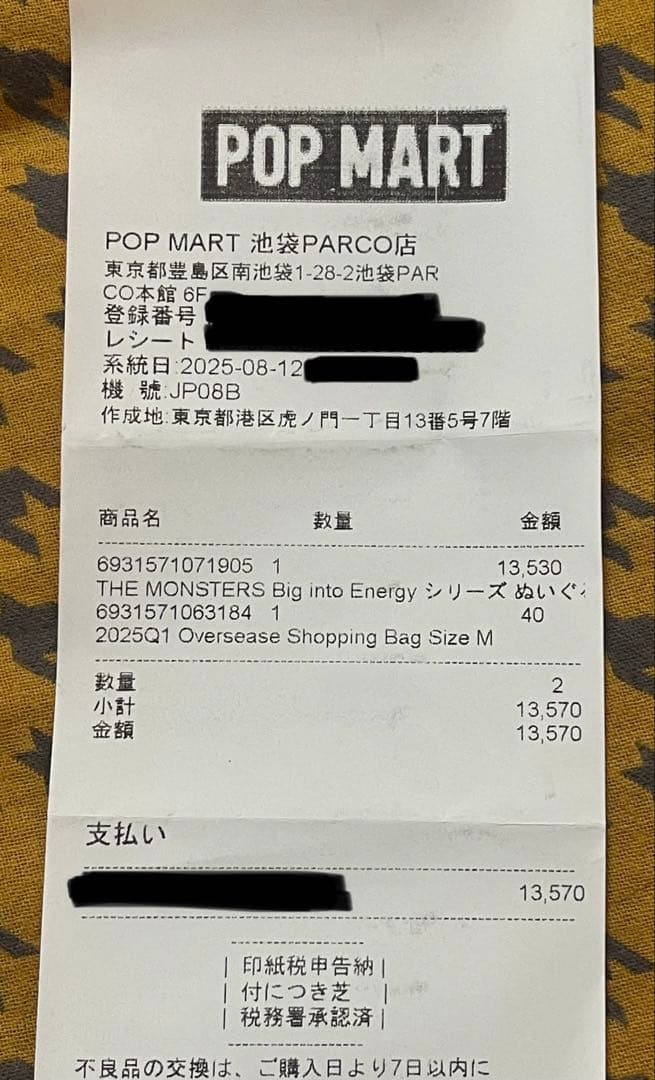 POP MART
POP MART 池袋PARCO店
東京都豊島区南池袋1-28-2池袋PAR
CO本館 6F
登録番号
レシート
系統日:2025-08-12
機 號:JP08B
作成地:東京都港区虎ノ門一丁目13番5号7階
商品名 数量 金額
6931571071905 1 13,530
THE MONSTERS Big into Energy シリーズ ぬいぐ
6931571063184 1 40
2025Q1 Oversease Shopping Bag Size M
数量 2
小計 13,570
金額 13,570
支払い
13,570
| 印紙税申告納 |
| 付につき芝 |
| 税務署承認済 |
不良品の交換は、ご購入日より7日以内に